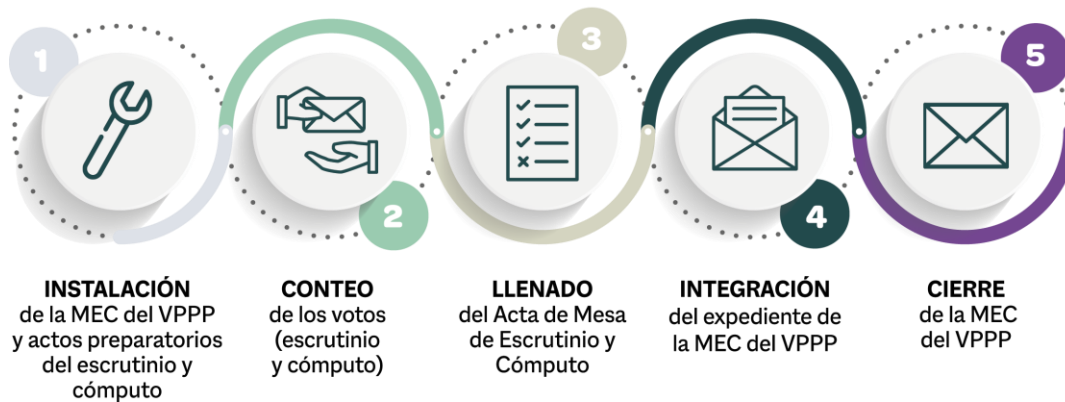 1
INSTALACIÓN
de la MEC del VPPP
y actos preparatorios
del escrutinio y
cómputo
2
CONTEO
de los votos
(escrutinio
y cómputo)
3
LLENADO
del Acta de Mesa
de Escrutinio y
Cómputo
4
INTEGRACIÓN
del expediente de
la MEC del VPPP
5
CIERRE
de la MEC
del VPPP